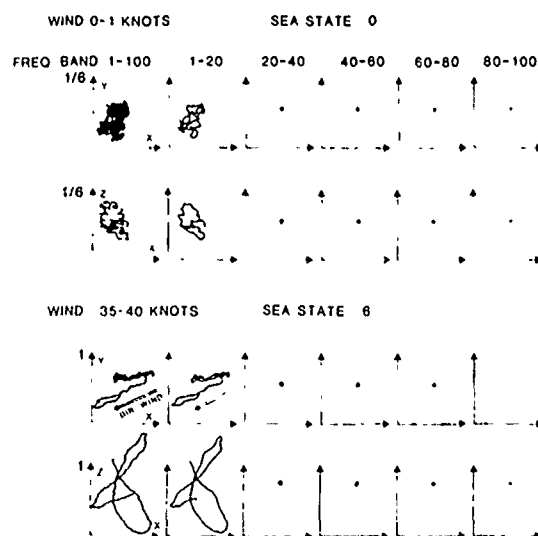 WIND 0-1 KNOTS SEA STATE 0
FREQ BAND 1-100 1-20 20-40 40-60 60-80 80-100
1/6 Y
X
1/6 Z
X
WIND 35-40 KNOTS SEA STATE 6
1 Y
DIR WIND
X
1 Z
X